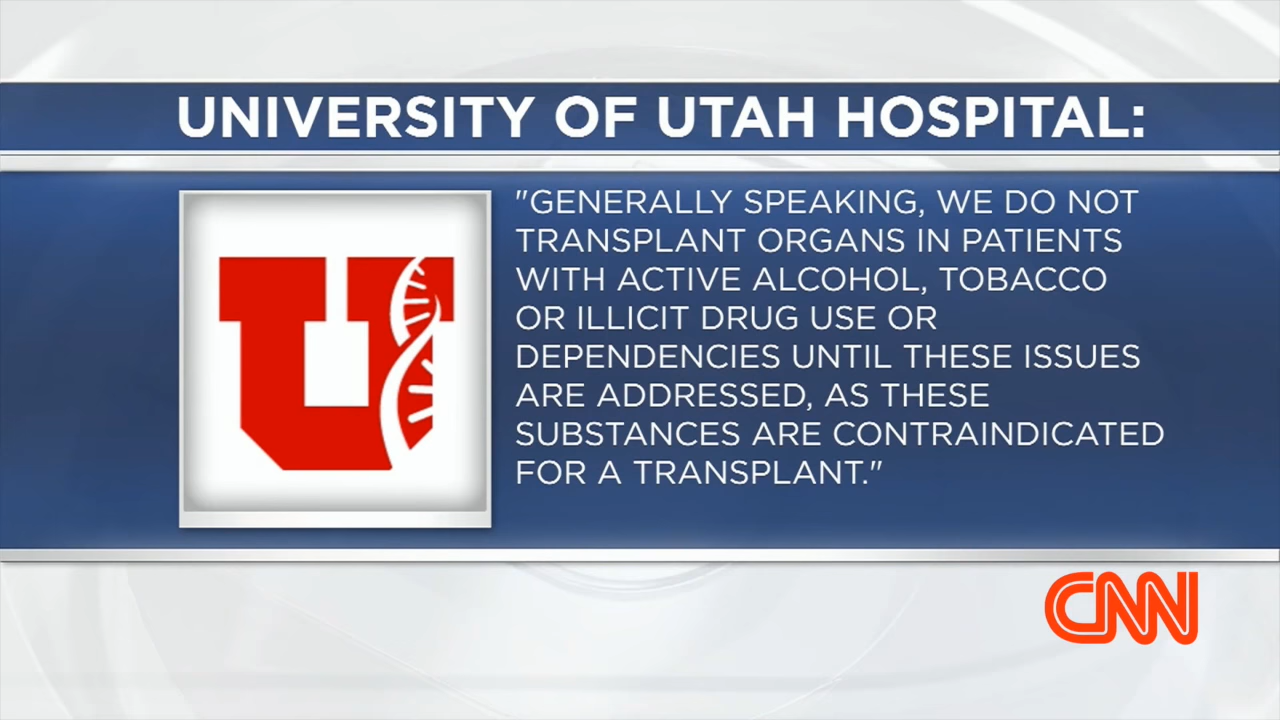 UNIVERSITY OF UTAH HOSPITAL:
"GENERALLY SPEAKING, WE DO NOT
TRANSPLANT ORGANS IN PATIENTS
WITH ACTIVE ALCOHOL, TOBACCO
OR ILLICIT DRUG USE OR
DEPENDENCIES UNTIL THESE ISSUES
ARE ADDRESSED, AS THESE
SUBSTANCES ARE CONTRAINDICATED
FOR A TRANSPLANT."
U
CNN